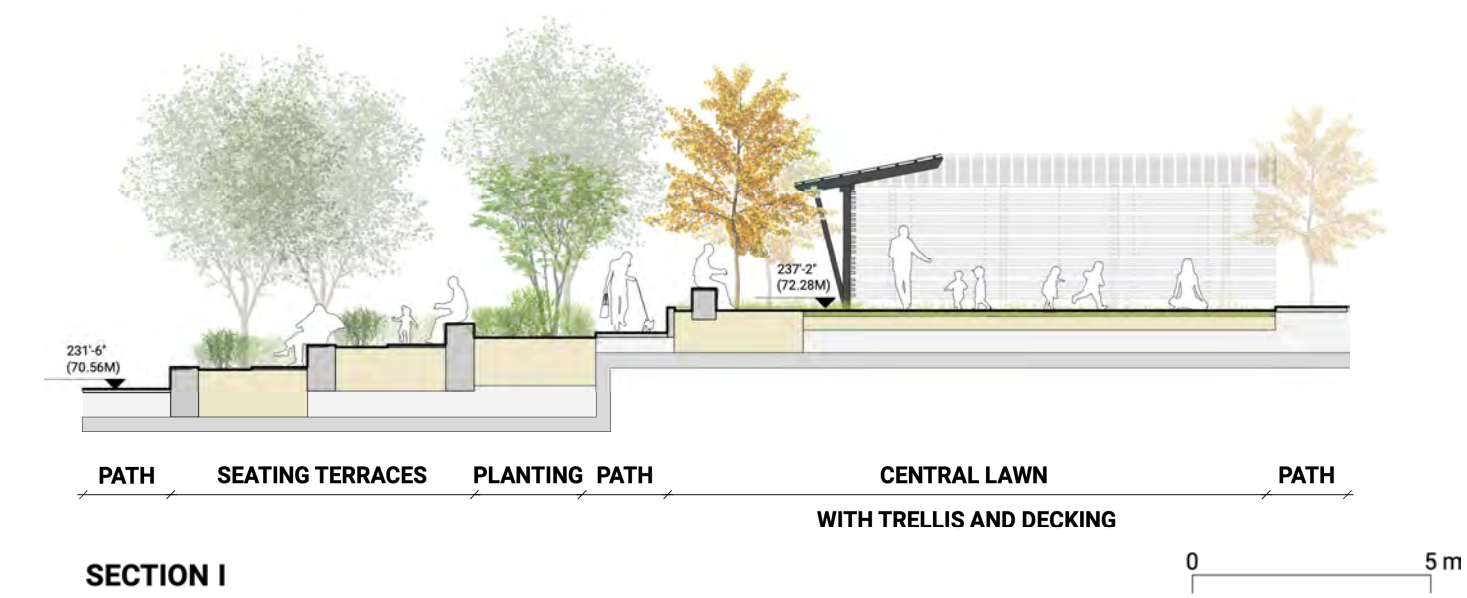 237'-2"
(72.28M)
231'-6"
(70.56M)
PATH SEATING TERRACES PLANTING PATH CENTRAL LAWN PATH
WITH TRELLIS AND DECKING
SECTION I
0 5 m